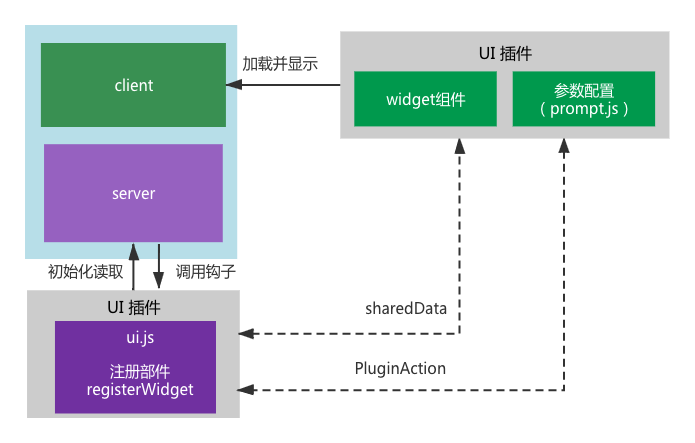 client
加载并显示
UI 插件
widget组件
参数配置
（prompt.js）
server
初始化读取
调用钩子
UI 插件
ui.js
注册部件
registerWidget
sharedData
PluginAction